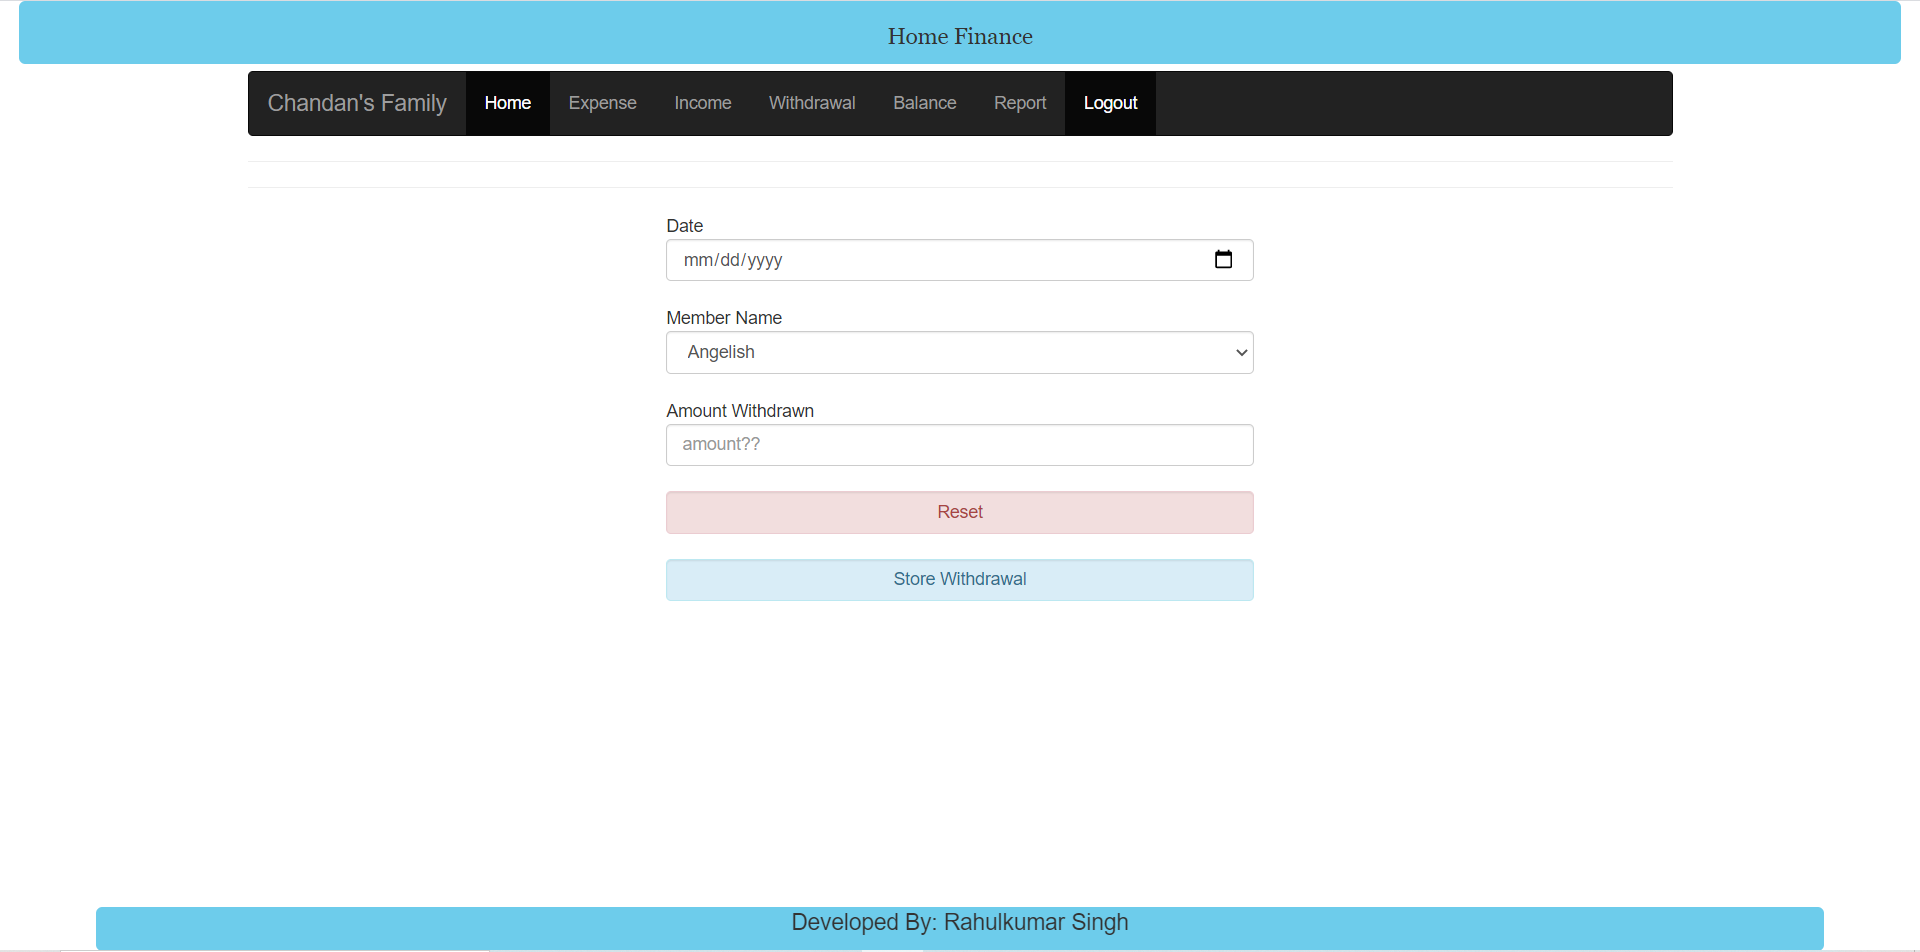 Home Finance
Chandan's Family Home Expense Income Withdrawal Balance Report Logout
Date
mm/dd/yyyy
Member Name
Angelish
Amount Withdrawn
amount??
Reset
Store Withdrawal
Developed By: Rahulkumar Singh